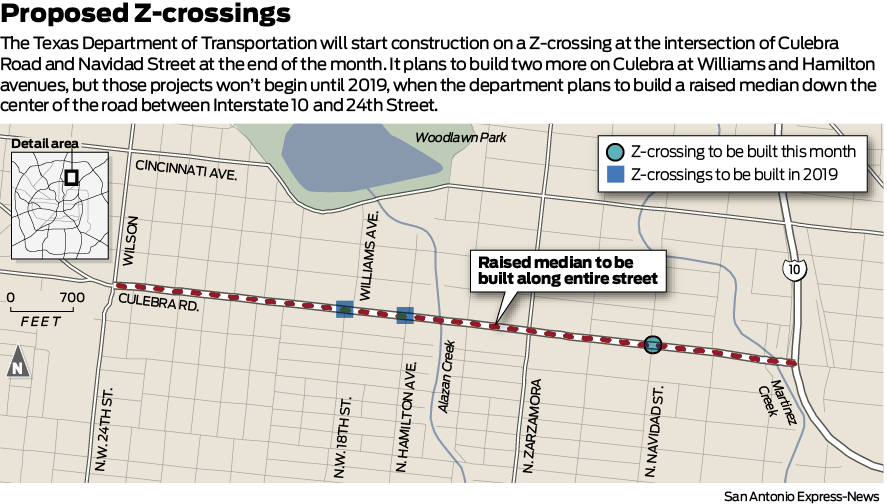 Proposed Z-crossings
The Texas Department of Transportation will start construction on a Z-crossing at the intersection of Culebra
Road and Navidad Street at the end of the month. It plans to build two more on Culebra at Williams and Hamilton
avenues, but those projects won't begin until 2019, when the department plans to build a raised median down the
center of the road between Interstate 10 and 24th Street.
Detail area
Woodlawn Park
Z-crossing to be built this month
Z-crossings to be built in 2019
CINCINNATI AVE.
WILSON
WILLIAMS AVE.
Raised median to be
built along entire street
10
0 700
FEET
CULEBRA RD.
N
N.W. 24TH ST.
N.W. 18TH ST.
N. HAMILTON AVE.
Alazan Creek
N. ZARZAMORA
N. NAVIDAD ST.
Martinez
Creek
San Antonio Express-News